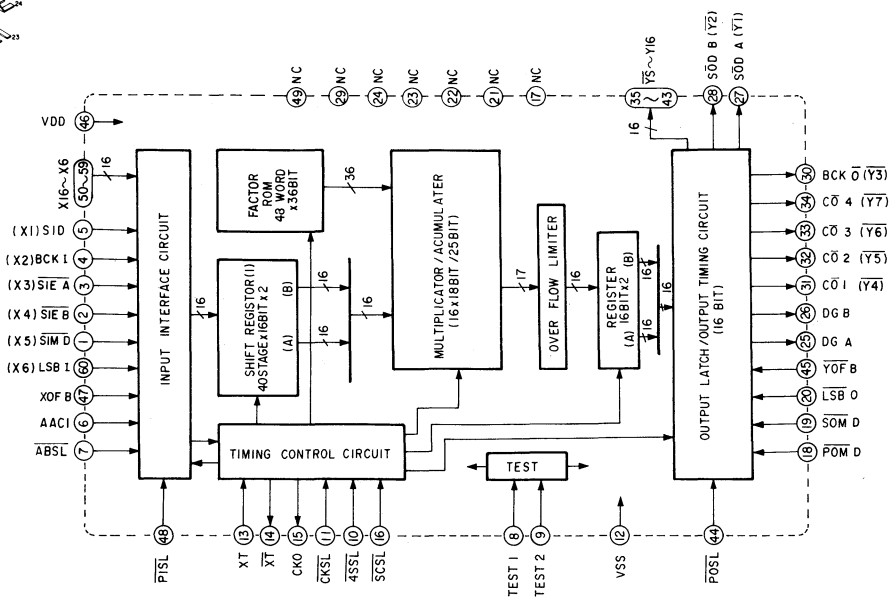 24
23
49 NC
29 NC
24 NC
23 NC
22 NC
21 NC
17 NC
35 ~ 43 Y5~Y16
28 SOD B (Y2)
27 SOD A (Y1)
VDD 46
X16~X6
50~59
16
(X1)SID 5
(X2)BCK I 4
(X3)SIE A 3
(X4)SIE B 2
(X5)SIM D 1
(X6)LSB I 60
XOF B 47
AACI 6
ABSL 7
INPUT INTERFACE CIRCUIT
16
FACTOR
ROM
48 WORD
x36BIT
36
SHIFT REGISTOR(1)
40STAGEx16BITx2
(A) (B)
16
16
16
MULTIPLICATOR/ACUMULATER
(16x18BIT/25BIT)
17
OVER FLOW LIMITER
16
REGISTER
16BITx2
(A) (B)
16
16
16
16
OUTPUT LATCH/OUTPUT TIMING CIRCUIT
(16 BIT)
30 BCK O (Y3)
34 CO 4 (Y7)
33 CO 3 (Y6)
32 CO 2 (Y5)
31 CO 1 (Y4)
26 DG B
25 DG A
45 YOF B
20 LSB O
19 SOM D
18 POM D
TIMING CONTROL CIRCUIT
TEST
48 PISL
13 XT
14 XT
15 CKO
11 CKSL
10 4SSL
16 SCSL
8 TEST 1
9 TEST 2
12 VSS
44 POSL